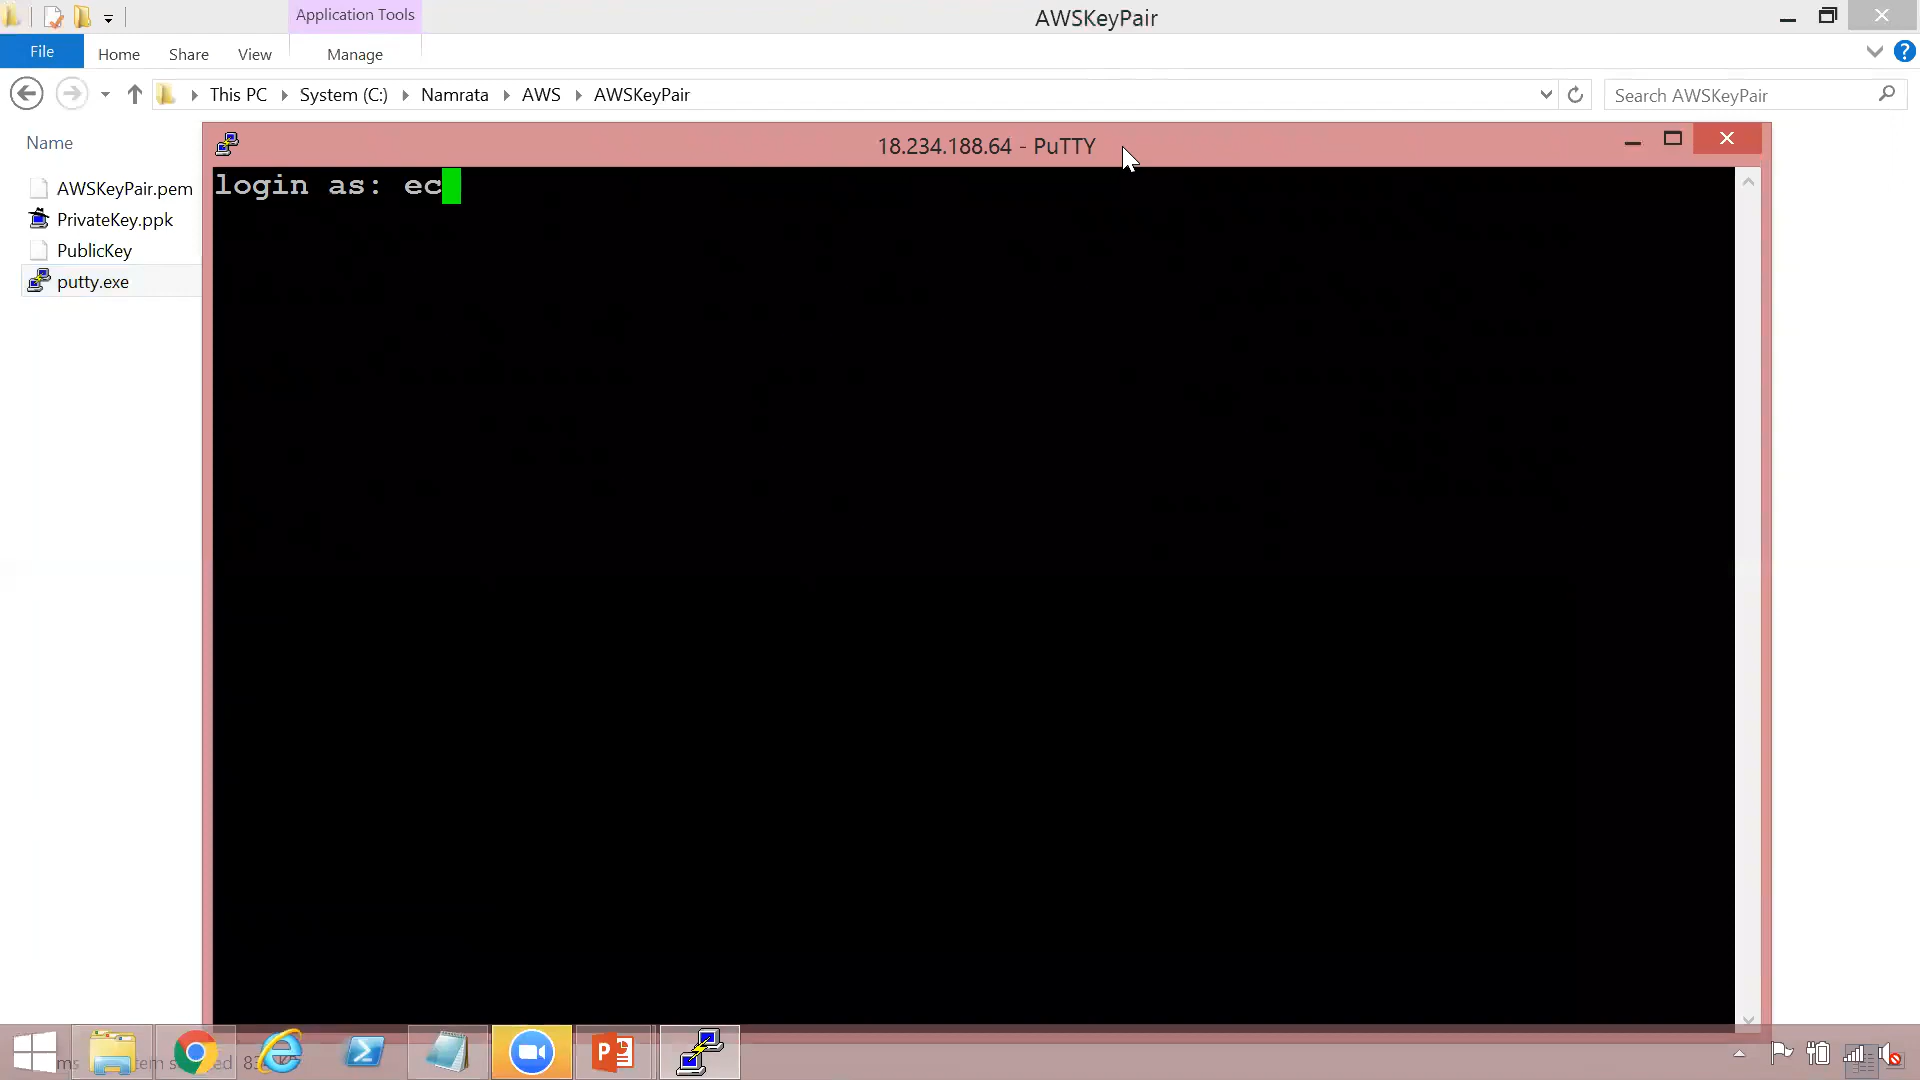 Application Tools
AWSKeyPair
File
Home
Share
View
Manage
This PC
System (C:)
Namrata
AWS
AWSKeyPair
Search AWSKeyPair
Name
AWSKeyPair.pem
PrivateKey.ppk
PublicKey
putty.exe
18.234.188.64 - PuTTY
login as: ec